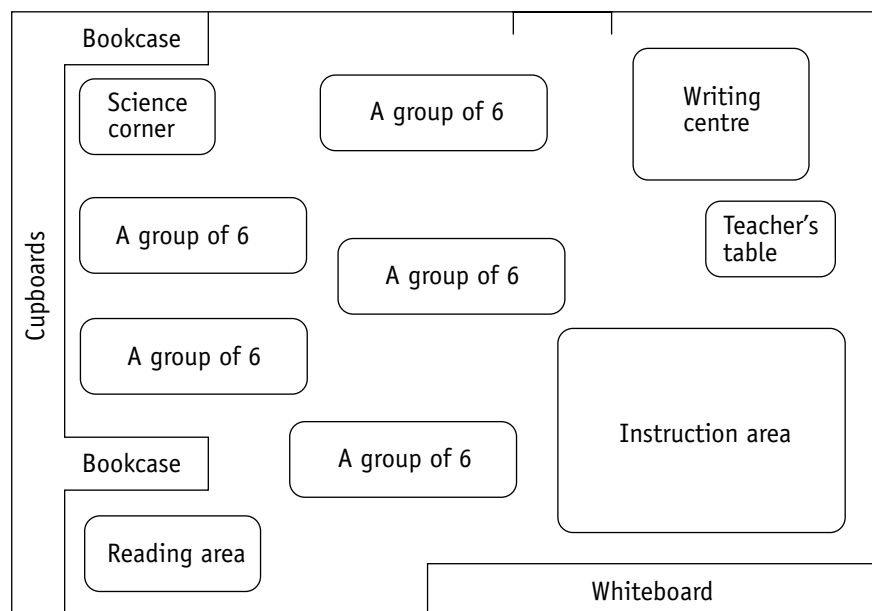 Bookcase
Science
corner
A group of 6
Writing
centre
A group of 6
Teacher's
table
A group of 6
Cupboards
A group of 6
Instruction area
A group of 6
Bookcase
Reading area
Whiteboard